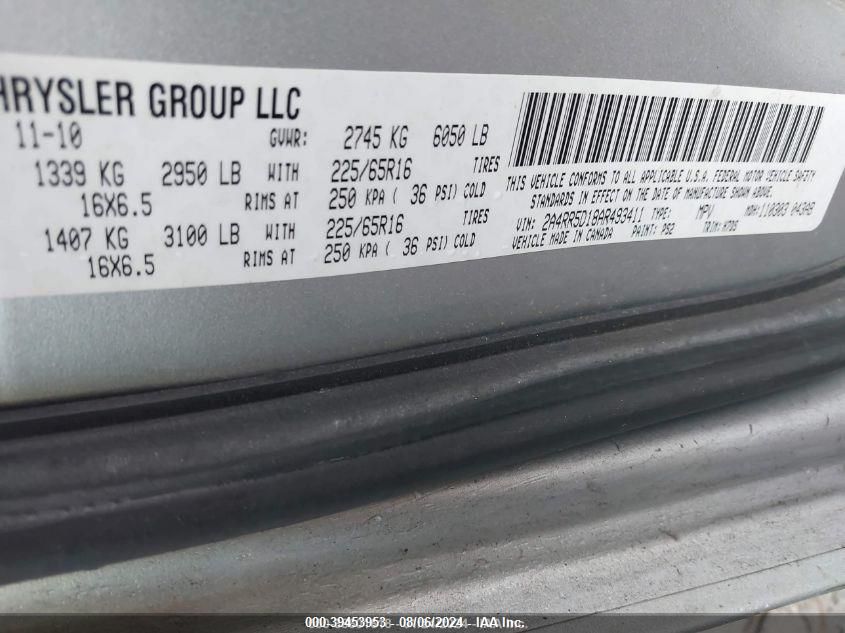 HRYSLER GROUP LLC
11-10 GVWR: 2745 KG 6050 LB
1339 KG 2950 LB WITH 225/65R16 TIRES
16X6.5 RIMS AT 250 KPA ( 36 PSI) COLD
1407 KG 3100 LB WITH 225/65R16 TIRES
16X6.5 RIMS AT 250 KPA ( 36 PSI) COLD
THIS VEHICLE CONFORMS TO ALL APPLICABLE U.S.A. FEDERAL MOTOR VEHICLE SAFETY
STANDARDS IN EFFECT ON THE DATE OF MANUFACTURE SHOWN ABOVE.
VIN: 2A4RR5D18AR493411 TYPE: MPV MDH: 110303 043AB
VEHICLE MADE IN CANADA PAINT: PS2 TRIM:
000-39453953 - 08/06/2024 - IAA Inc.